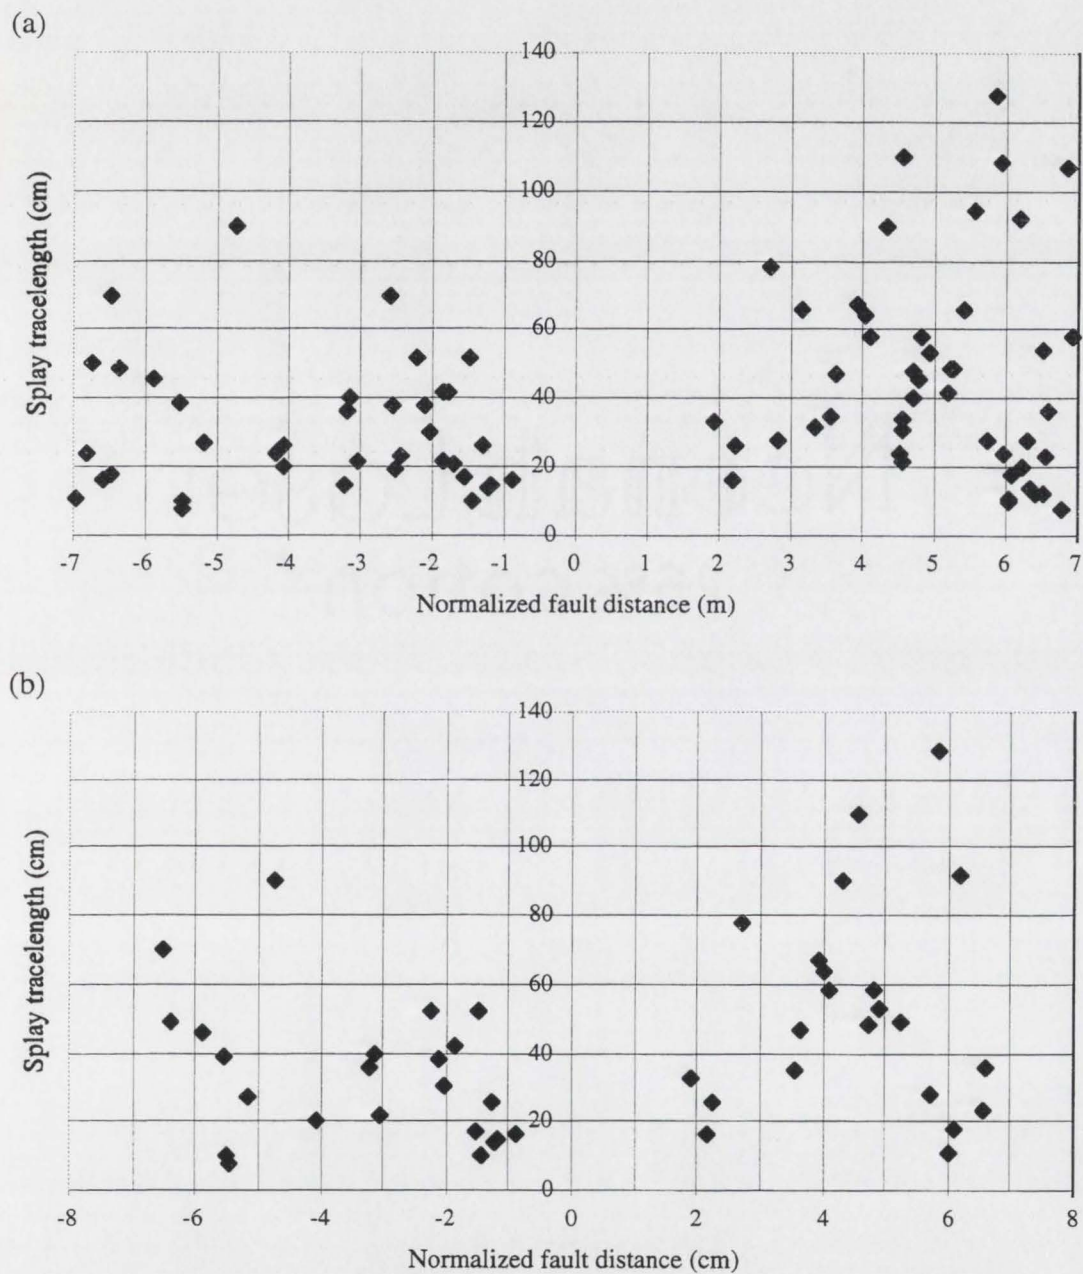 (a)
140
120
100
80
60
40
20
0
Splay tracelength (cm)
-7 -6 -5 -4 -3 -2 -1 0 1 2 3 4 5 6 7
Normalized fault distance (m)
(b)
140
120
100
80
60
40
20
0
Splay tracelength (cm)
-8 -6 -4 -2 0 2 4 6 8
Normalized fault distance (cm)